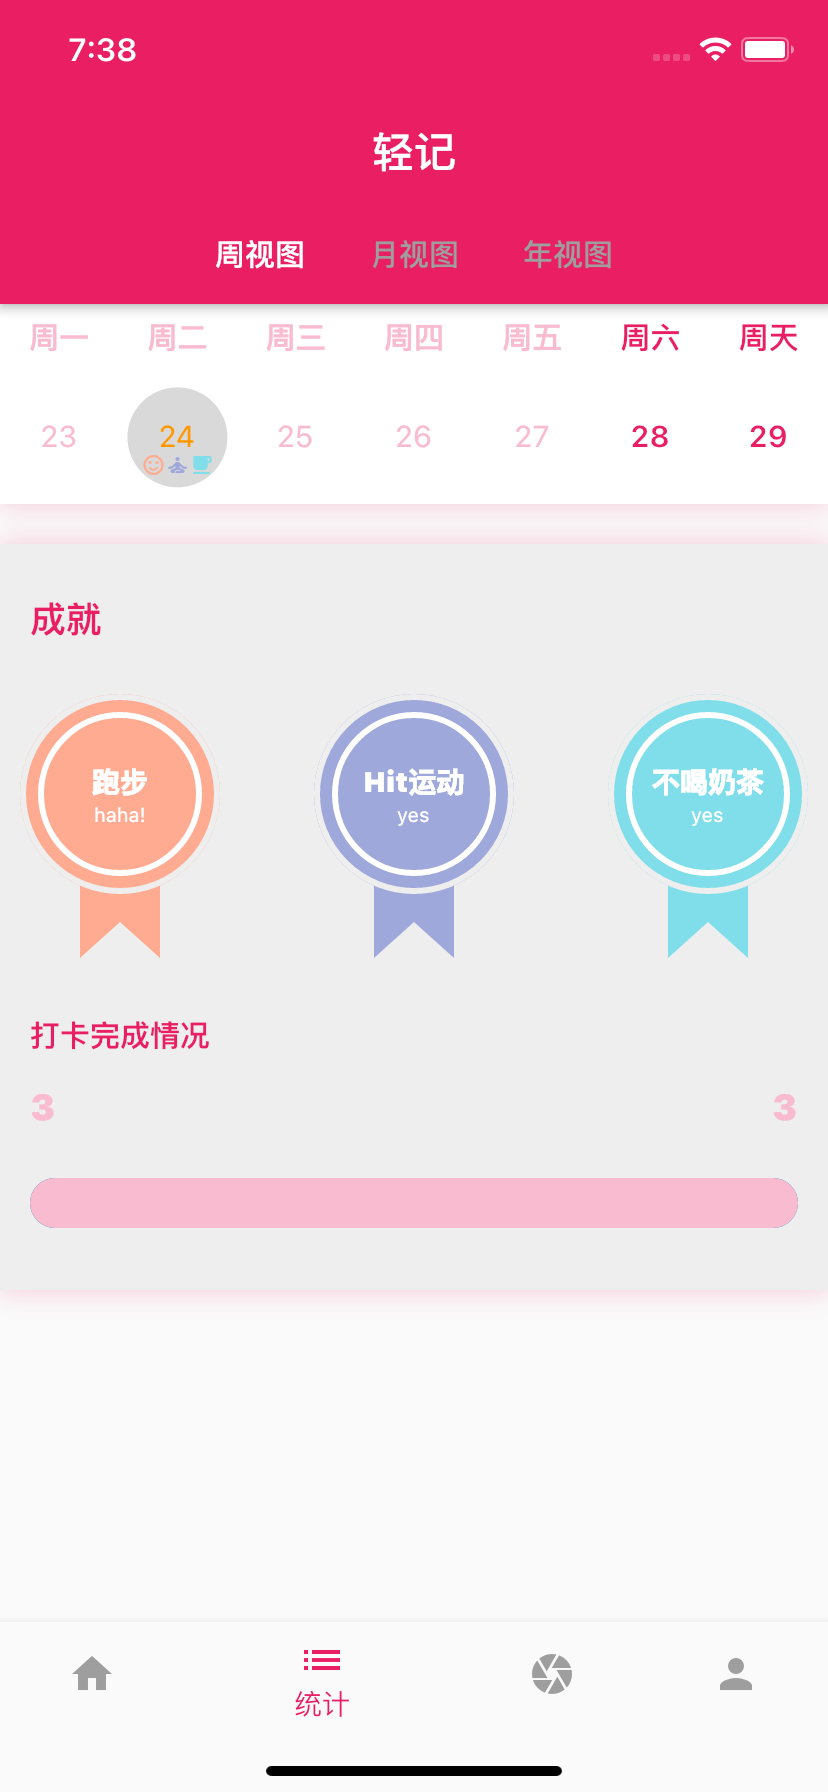 7:38
轻记
周视图 月视图 年视图
周一 周二 周三 周四 周五 周六 周天
23 24 25 26 27 28 29
成就
跑步 Hit运动 不喝奶茶
haha! yes yes
打卡完成情况
3 3
统计